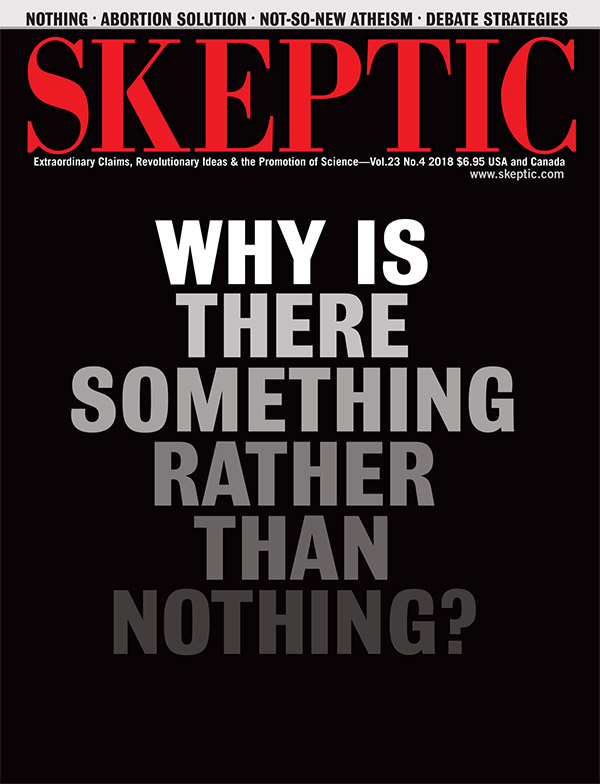 NOTHING · ABORTION SOLUTION · NOT-SO-NEW ATHEISM · DEBATE STRATEGIES
SKEPTIC
Extraordinary Claims, Revolutionary Ideas & the Promotion of Science—Vol.23 No.4 2018 $6.95 USA and Canada
www.skeptic.com
WHY IS
THERE
SOMETHING
RATHER
THAN
NOTHING?